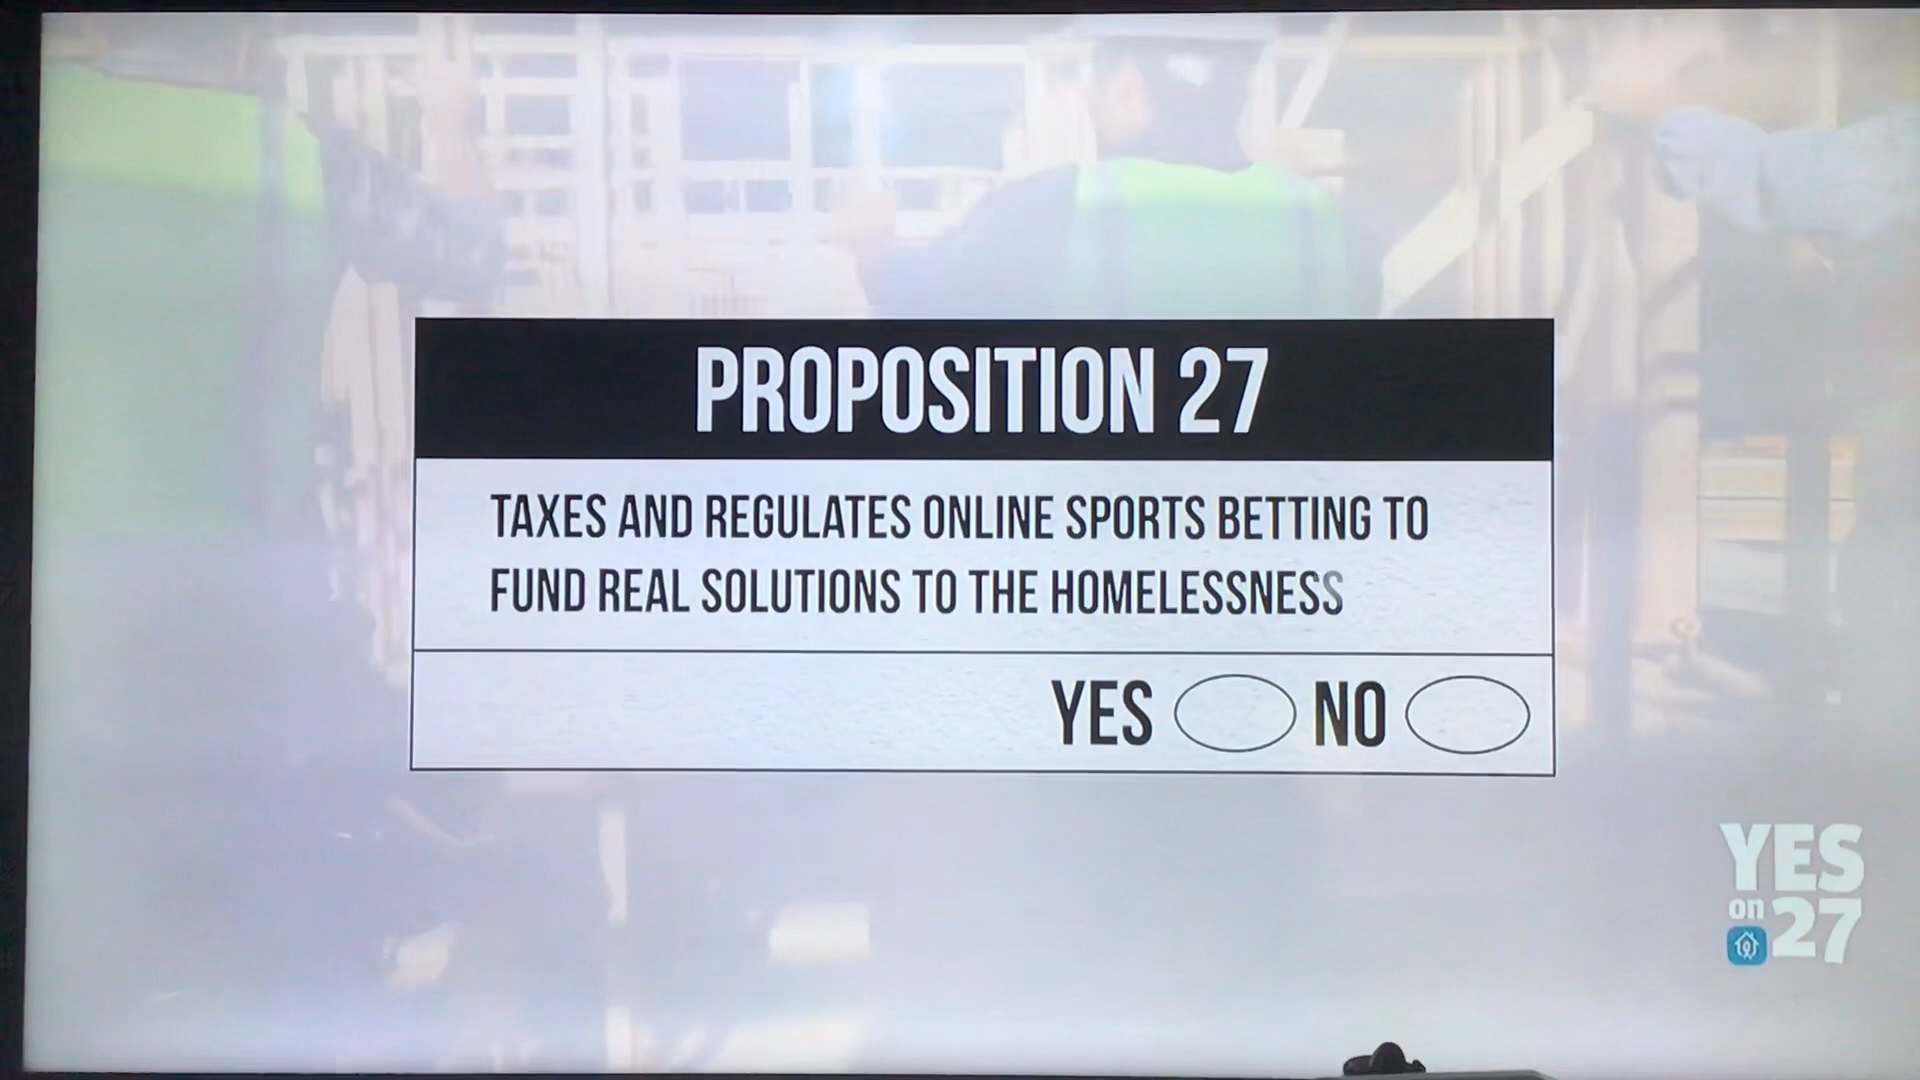 PROPOSITION 27
TAXES AND REGULATES ONLINE SPORTS BETTING TO
FUND REAL SOLUTIONS TO THE HOMELESSNESS
YES NO
YES
on 27